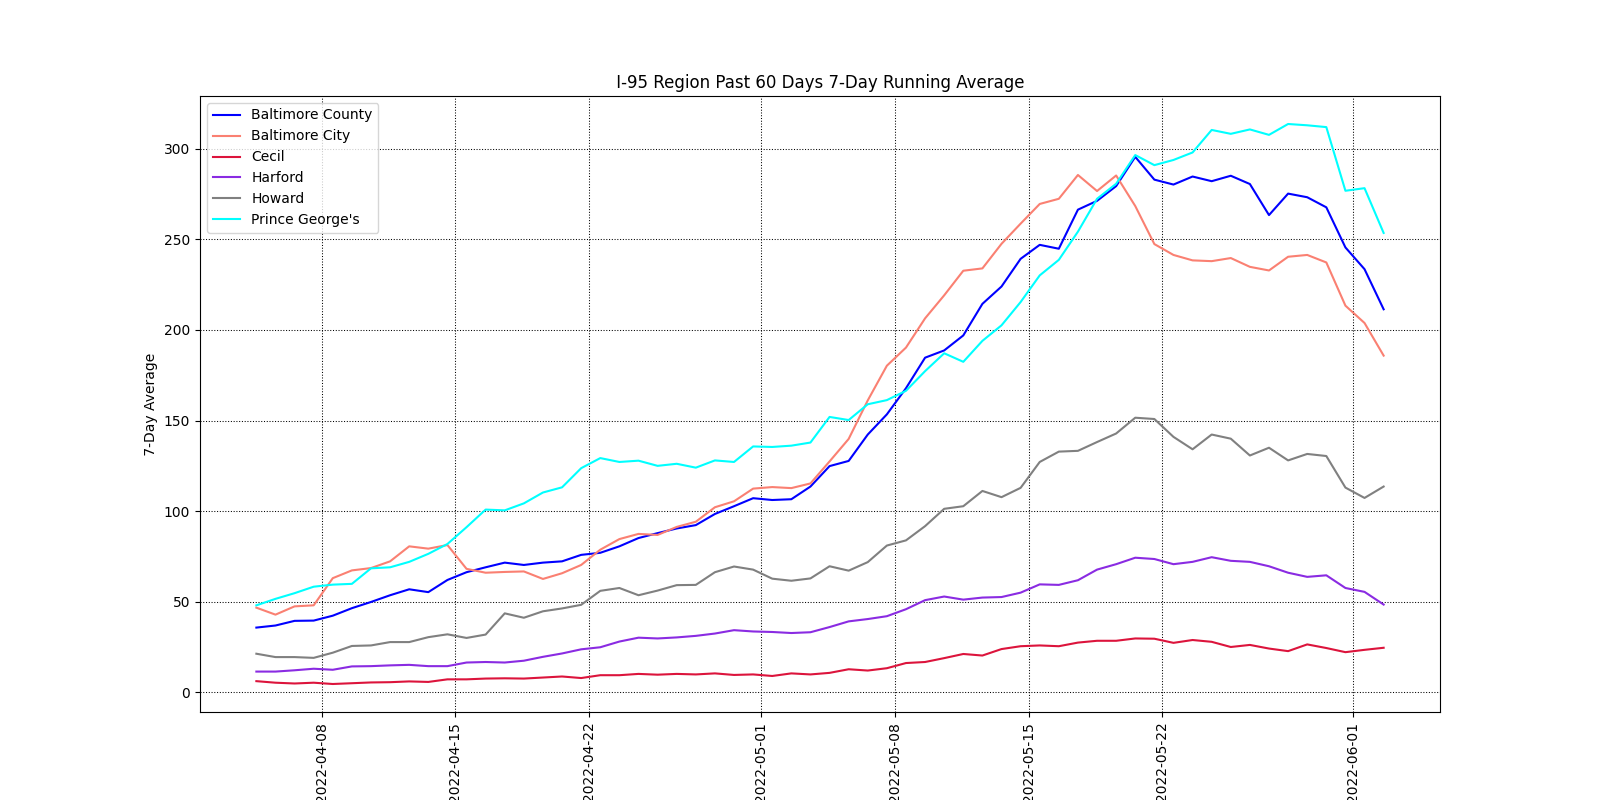 I-95 Region Past 60 Days 7-Day Running Average
Baltimore County
Baltimore City
Cecil
Harford
Howard
Prince George's
7-Day Average
300
250
200
150
100
50
0
2022-04-08
2022-04-15
2022-04-22
2022-05-01
2022-05-08
2022-05-15
2022-05-22
2022-06-01